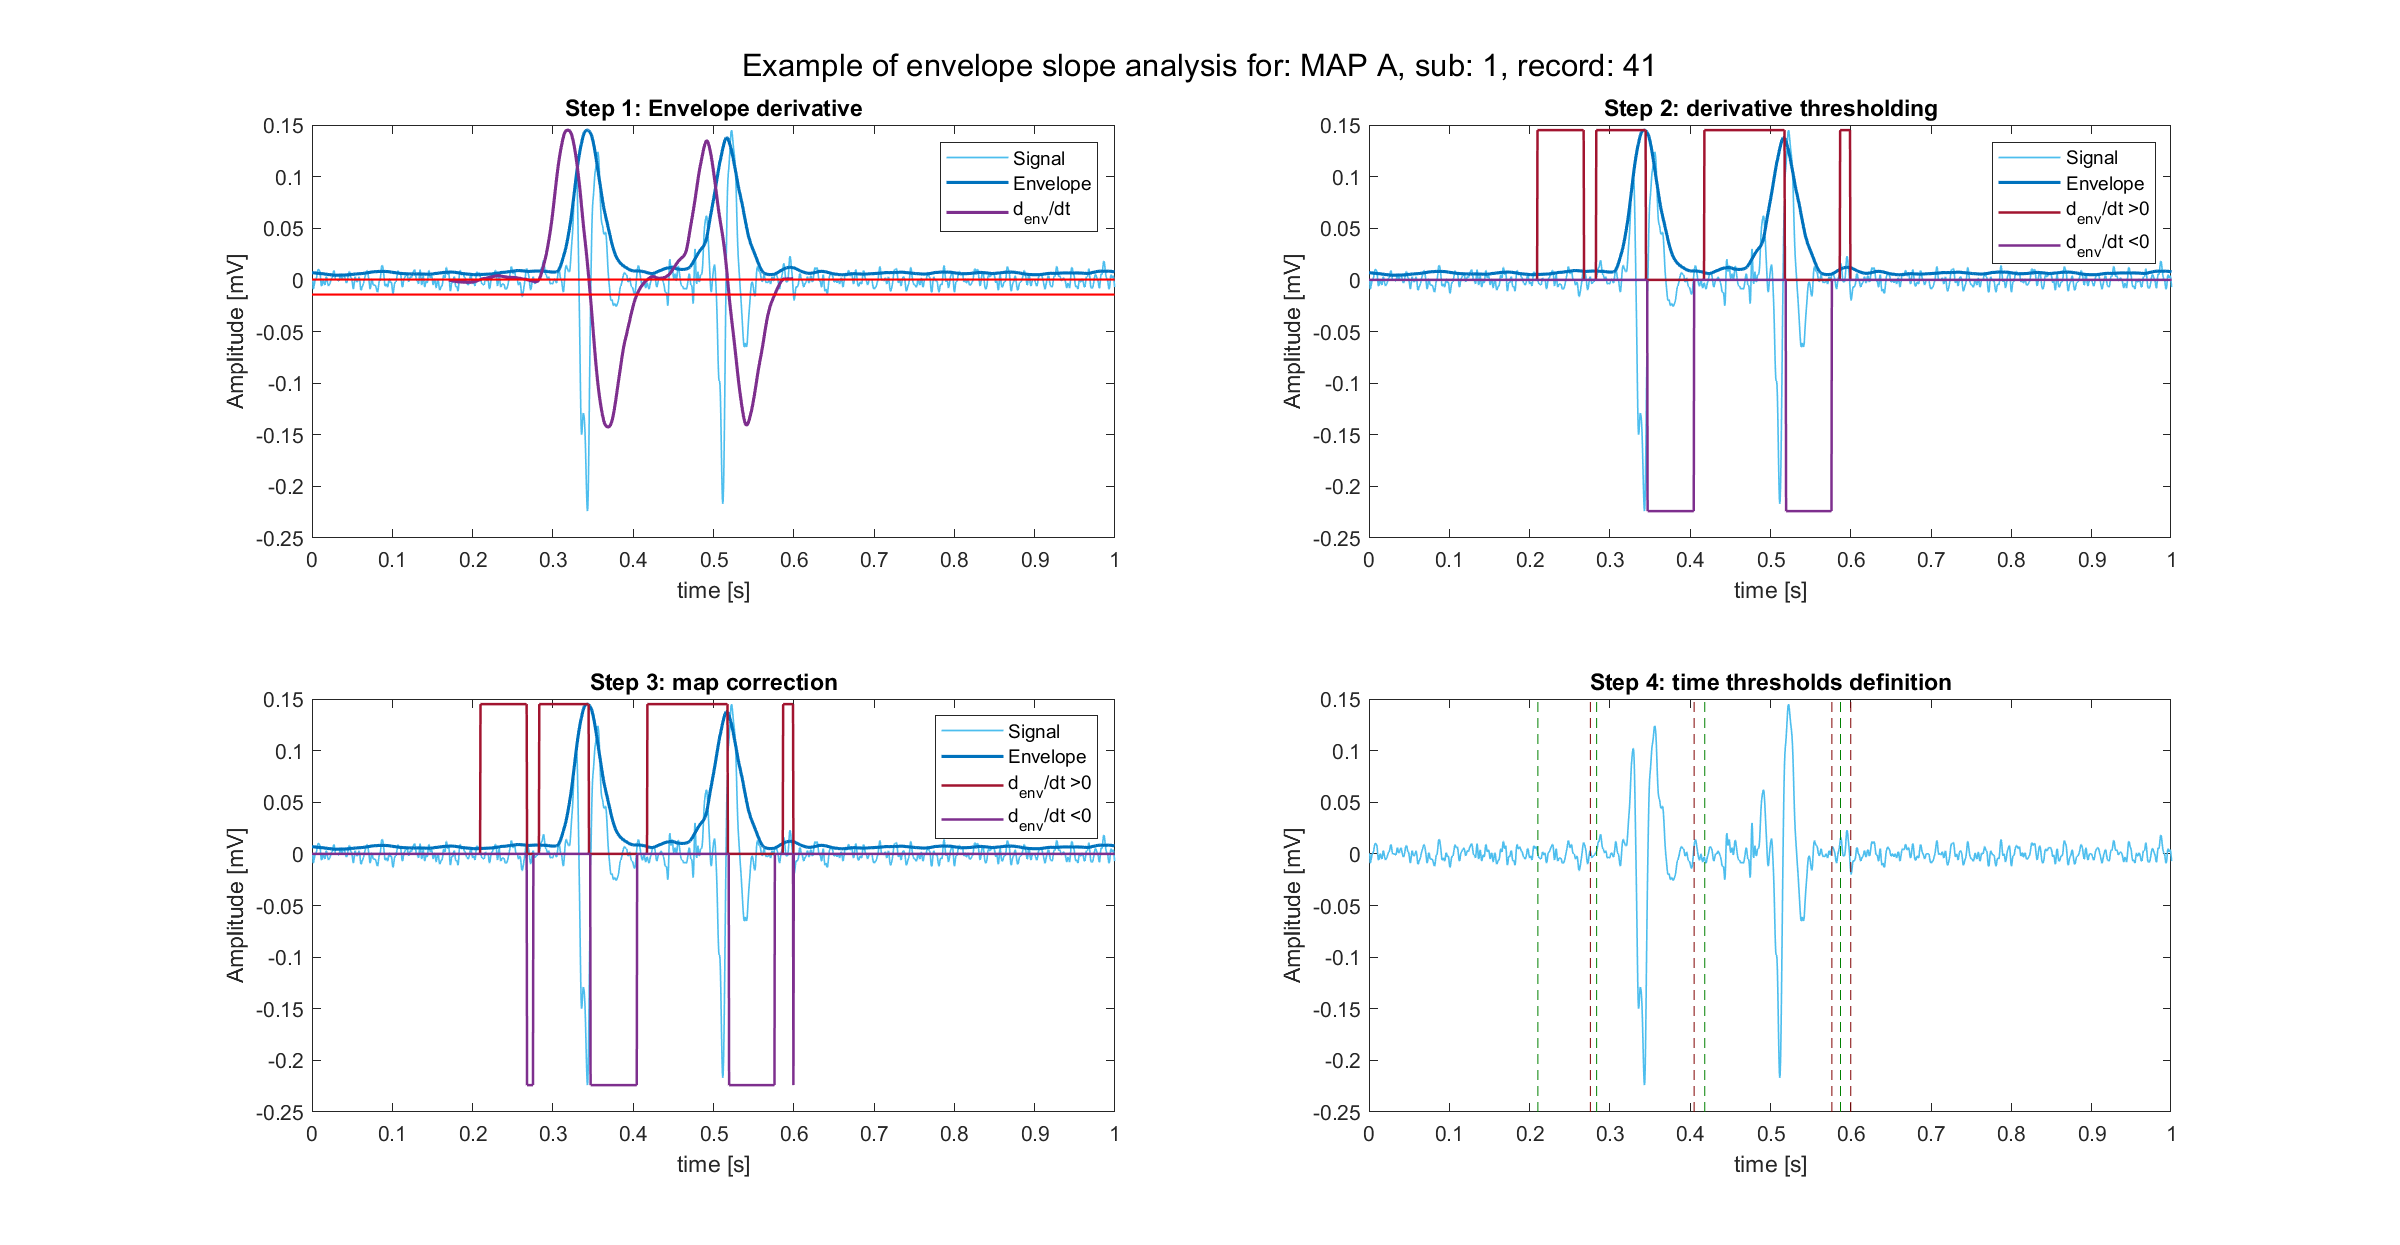 Example of envelope slope analysis for: MAP A, sub: 1, record: 41
Step 1: Envelope derivative
0.15
0.1
0.05
0
-0.05
-0.1
-0.15
-0.2
-0.25
Amplitude [mV]
Signal
Envelope
d_env/dt
0 0.1 0.2 0.3 0.4 0.5 0.6 0.7 0.8 0.9 1
time [s]
Step 2: derivative thresholding
0.15
0.1
0.05
0
-0.05
-0.1
-0.15
-0.2
-0.25
Amplitude [mV]
Signal
Envelope
d_env/dt >0
d_env/dt <0
0 0.1 0.2 0.3 0.4 0.5 0.6 0.7 0.8 0.9 1
time [s]
Step 3: map correction
0.15
0.1
0.05
0
-0.05
-0.1
-0.15
-0.2
-0.25
Amplitude [mV]
Signal
Envelope
d_env/dt >0
d_env/dt <0
0 0.1 0.2 0.3 0.4 0.5 0.6 0.7 0.8 0.9 1
time [s]
Step 4: time thresholds definition
0.15
0.1
0.05
0
-0.05
-0.1
-0.15
-0.2
-0.25
Amplitude [mV]
0 0.1 0.2 0.3 0.4 0.5 0.6 0.7 0.8 0.9 1
time [s]